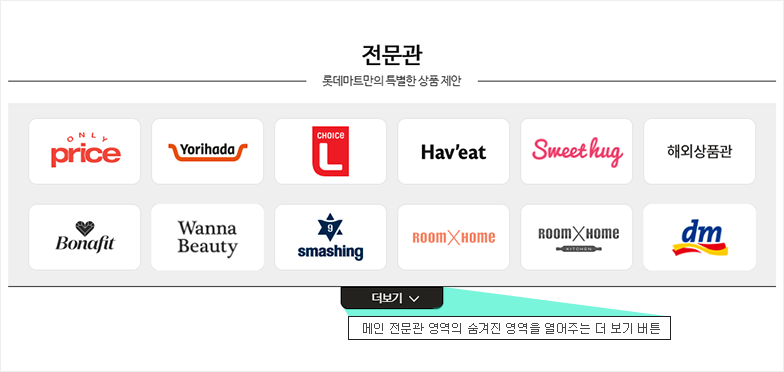 전문관
롯데마트만의 특별한 상품 제안
ONLY
price
Yorihada
CHOICE
L
Hav'eat
Sweet hug
해외상품관
Bonafit
Wanna
Beauty
9
smashing
ROOM X HOME
ROOM X HOME
KITCHEN
dm
더보기
메인 전문관 영역의 숨겨진 영역을 열어주는 더 보기 버튼